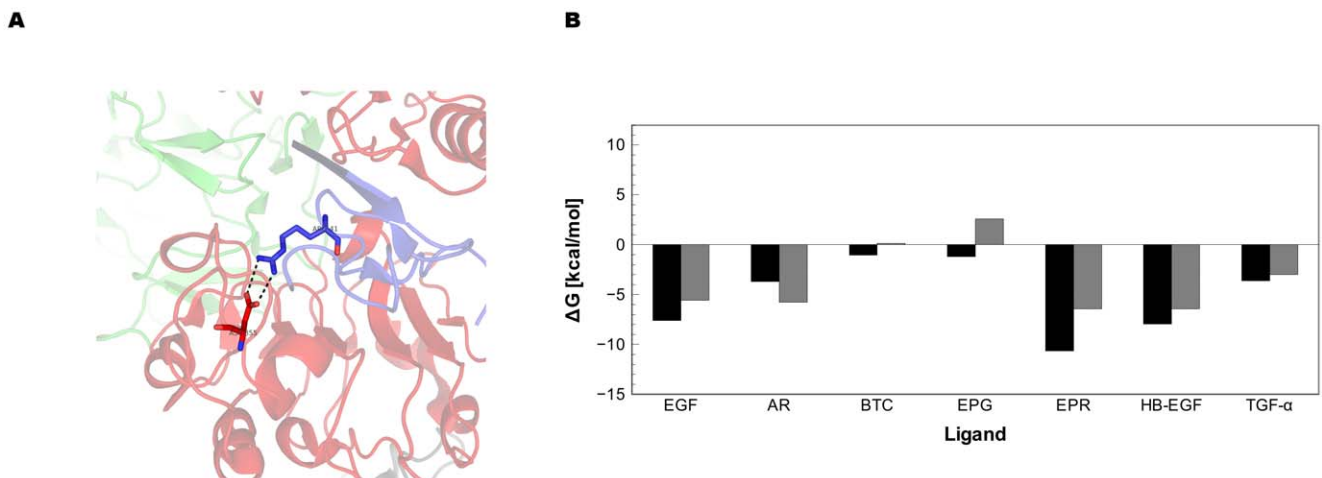 A
B
ΔG [kcal/mol]
10
5
0
−5
−10
−15
EGF
AR
BTC
EPG
EPR
HB-EGF
TGF-α
Ligand